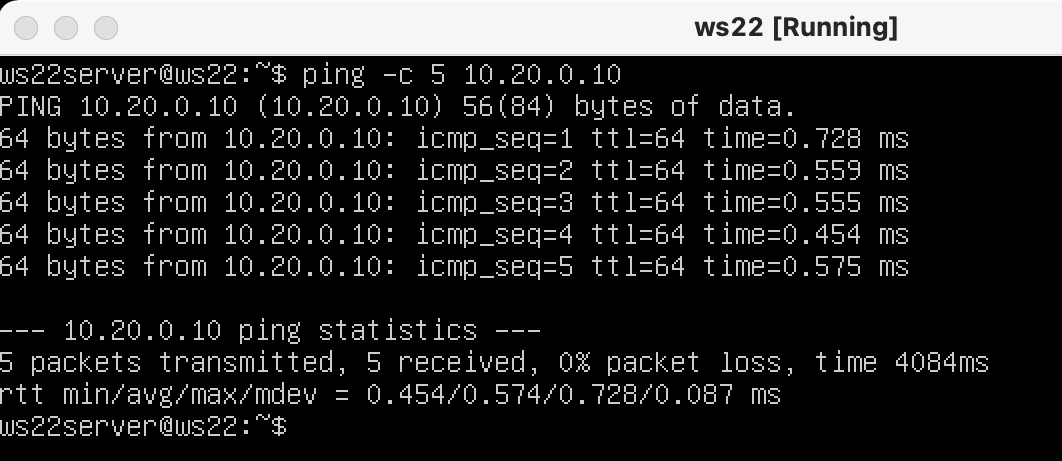 ws22 [Running]
ws22server@ws22:~$ ping -c 5 10.20.0.10
PING 10.20.0.10 (10.20.0.10) 56(84) bytes of data.
64 bytes from 10.20.0.10: icmp_seq=1 ttl=64 time=0.728 ms
64 bytes from 10.20.0.10: icmp_seq=2 ttl=64 time=0.559 ms
64 bytes from 10.20.0.10: icmp_seq=3 ttl=64 time=0.555 ms
64 bytes from 10.20.0.10: icmp_seq=4 ttl=64 time=0.454 ms
64 bytes from 10.20.0.10: icmp_seq=5 ttl=64 time=0.575 ms
--- 10.20.0.10 ping statistics ---
5 packets transmitted, 5 received, 0% packet loss, time 4084ms
rtt min/avg/max/mdev = 0.454/0.574/0.728/0.087 ms
ws22server@ws22:~$